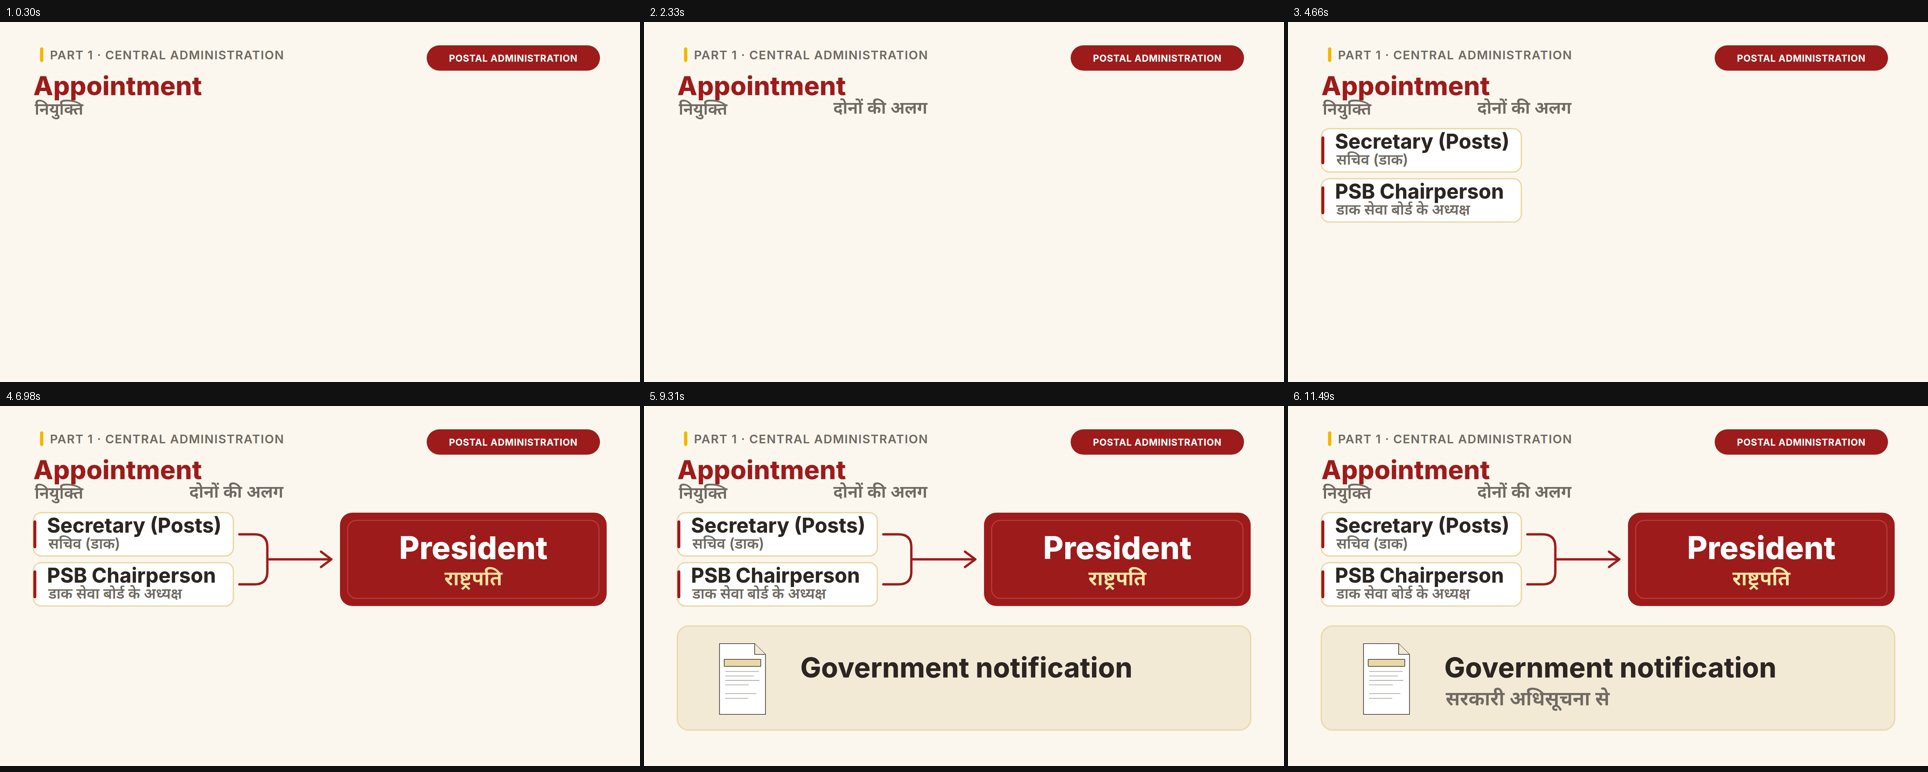 1. 0.30s
PART 1 · CENTRAL ADMINISTRATION
POSTAL ADMINISTRATION
Appointment
नियुक्ति
2. 2.33s
PART 1 · CENTRAL ADMINISTRATION
POSTAL ADMINISTRATION
Appointment
नियुक्ति दोनों की अलग
3. 4.66s
PART 1 · CENTRAL ADMINISTRATION
POSTAL ADMINISTRATION
Appointment
नियुक्ति दोनों की अलग
Secretary (Posts)
सचिव (डाक)
PSB Chairperson
डाक सेवा बोर्ड के अध्यक्ष
4. 6.98s
PART 1 · CENTRAL ADMINISTRATION
POSTAL ADMINISTRATION
Appointment
नियुक्ति दोनों की अलग
Secretary (Posts)
सचिव (डाक)
PSB Chairperson
डाक सेवा बोर्ड के अध्यक्ष
President
राष्ट्रपति
5. 9.31s
PART 1 · CENTRAL ADMINISTRATION
POSTAL ADMINISTRATION
Appointment
नियुक्ति दोनों की अलग
Secretary (Posts)
सचिव (डाक)
PSB Chairperson
डाक सेवा बोर्ड के अध्यक्ष
President
राष्ट्रपति
Government notification
6. 11.49s
PART 1 · CENTRAL ADMINISTRATION
POSTAL ADMINISTRATION
Appointment
नियुक्ति दोनों की अलग
Secretary (Posts)
सचिव (डाक)
PSB Chairperson
डाक सेवा बोर्ड के अध्यक्ष
President
राष्ट्रपति
Government notification
सरकारी अधिसूचना से